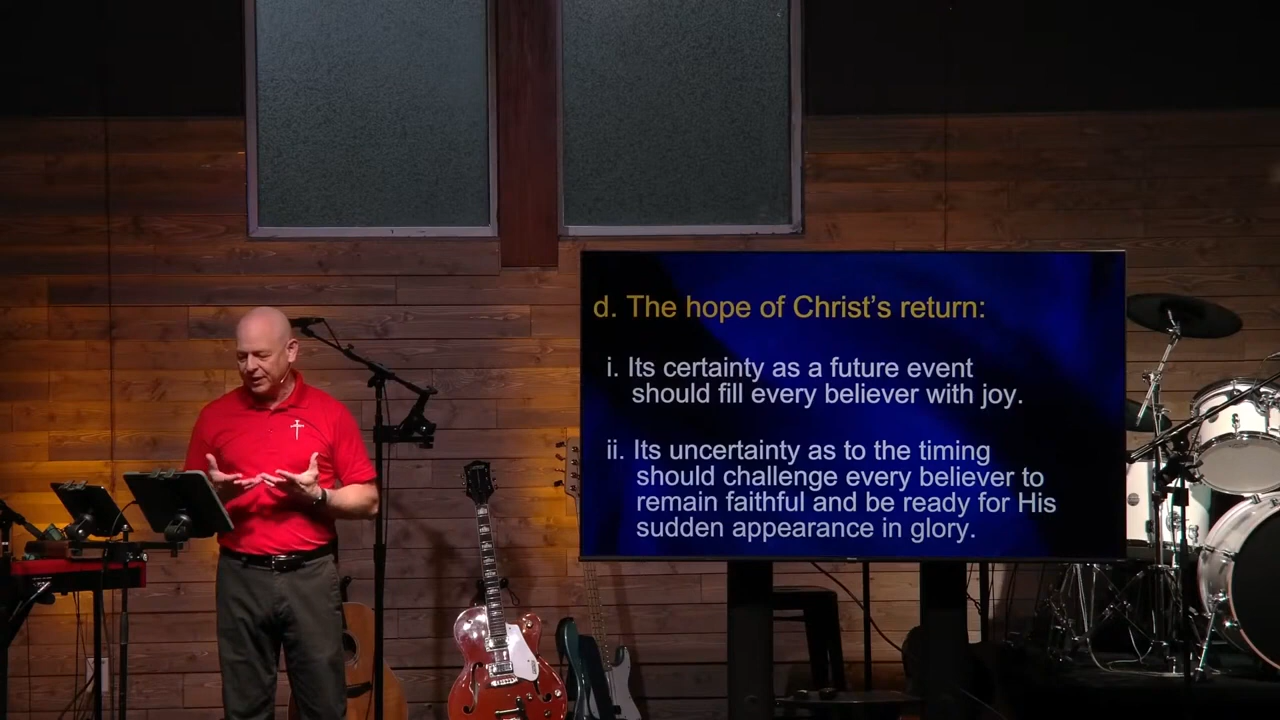 d. The hope of Christ's return:
i. Its certainty as a future event
should fill every believer with joy.
ii. Its uncertainty as to the timing
should challenge every believer to
remain faithful and be ready for His
sudden appearance in glory.